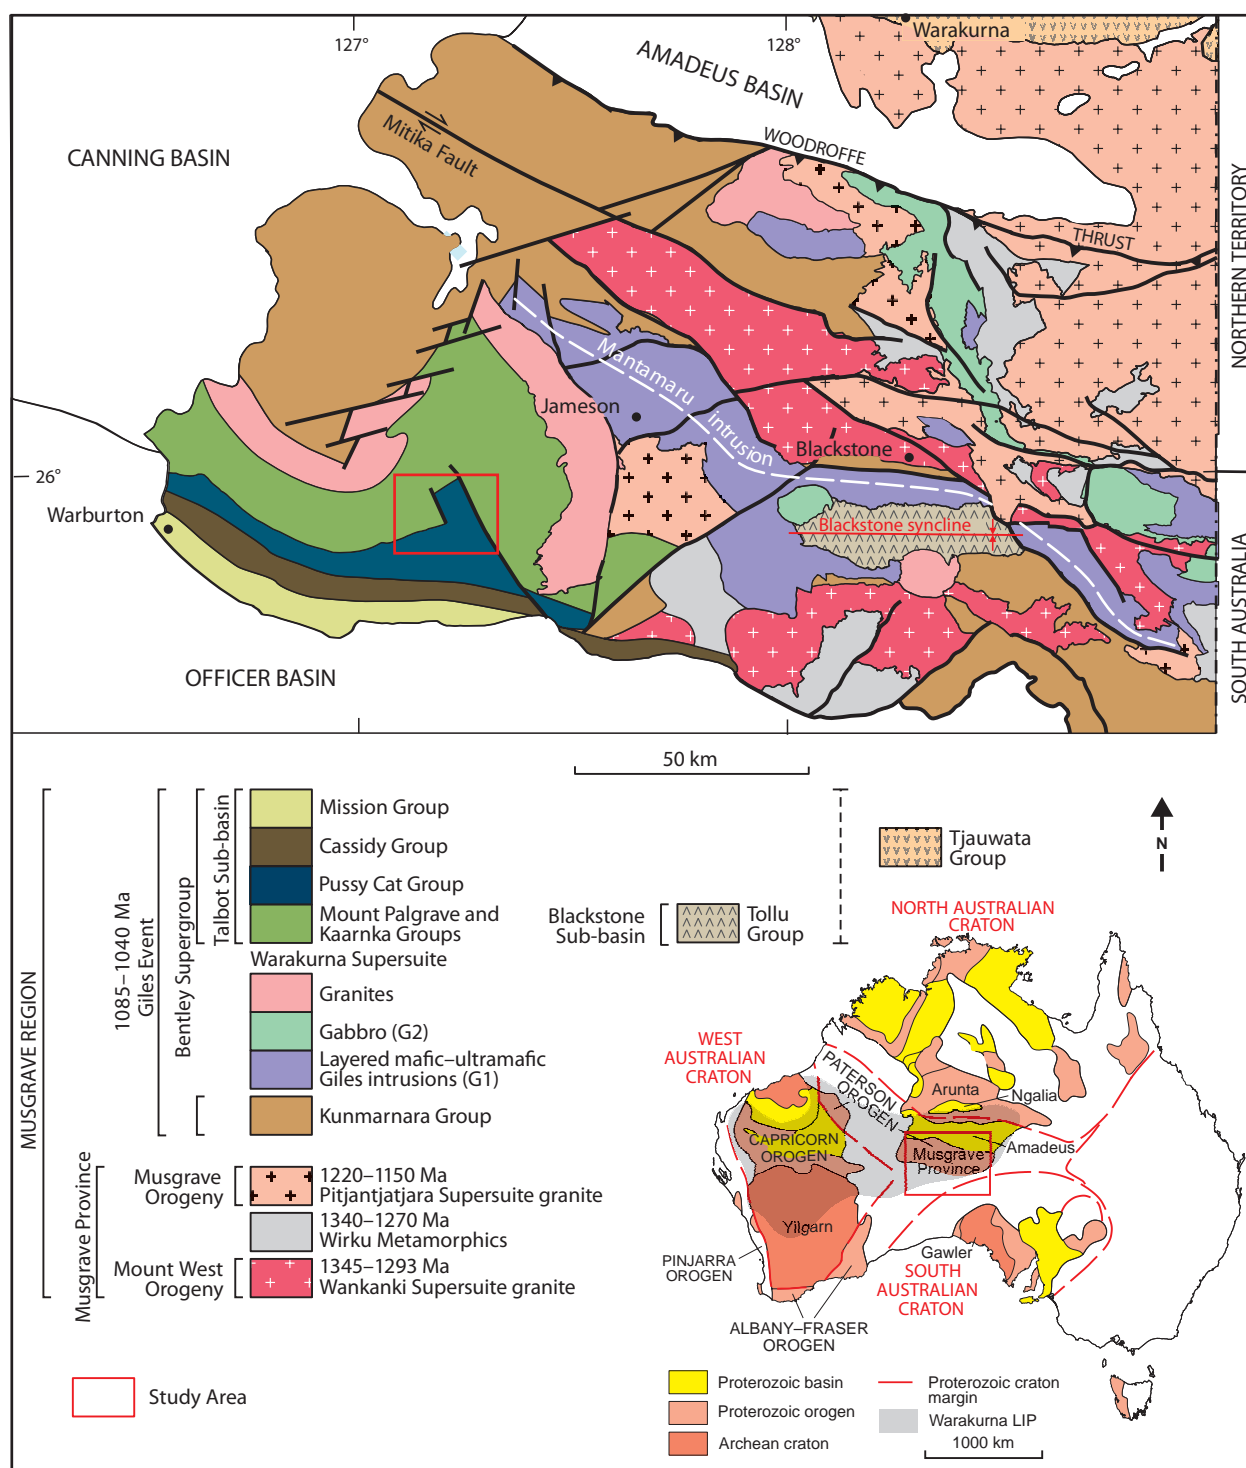 127°
128°
Warakurna
AMADEUS BASIN
Mitika Fault
WOODROFFE
CANNING BASIN
THRUST
NORTHERN TERRITORY
Mantamaru intrusion
Jameson
Blackstone
26°
Warburton
Blackstone syncline
OFFICER BASIN
SOUTH AUSTRALIA
50 km
MUSGRAVE REGION
1085–1040 Ma
Giles Event
Bentley Supergroup
Talbot Sub-basin
Mission Group
Cassidy Group
Pussy Cat Group
Mount Palgrave and
Kaarnka Groups
Warakurna Supersuite
Granites
Gabbro (G2)
Layered mafic–ultramafic
Giles intrusions (G1)
Kunmarnara Group
Musgrave Province
Musgrave
Orogeny
1220–1150 Ma
Pitjantjatjara Supersuite granite
1340–1270 Ma
Wirku Metamorphics
Mount West
Orogeny
1345–1293 Ma
Wankanki Supersuite granite
Study Area
Blackstone
Sub-basin
Tollu
Group
Tjauwata
Group
N
NORTH AUSTRALIAN
CRATON
WEST
AUSTRALIAN
CRATON
PATERSON
OROGEN
Arunta
Ngalia
CAPRICORN
OROGEN
Amadeus
Musgrave
Province
Yilgarn
PINJARRA
OROGEN
Gawler
SOUTH
AUSTRALIAN
CRATON
ALBANY–FRASER
OROGEN
Proterozoic basin
Proterozoic orogen
Archean craton
Proterozoic craton
margin
Warakurna LIP
1000 km